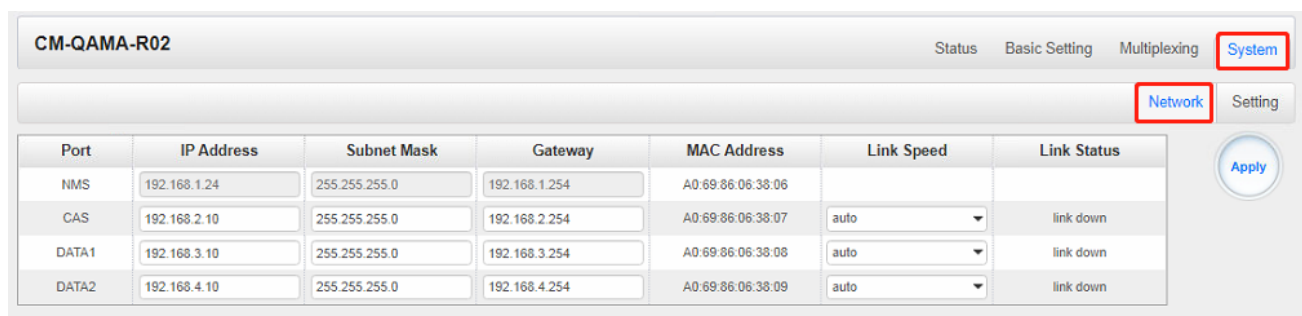 CM-QAMA-R02
Status Basic Setting Multiplexing System
Network Setting
Port IP Address Subnet Mask Gateway MAC Address Link Speed Link Status
Apply
NMS 192.168.1.24 255.255.255.0 192.168.1.254 A0:69:86:06:38:06
CAS 192.168.2.10 255.255.255.0 192.168.2.254 A0:69:86:06:38:07 auto link down
DATA1 192.168.3.10 255.255.255.0 192.168.3.254 A0:69:86:06:38:08 auto link down
DATA2 192.168.4.10 255.255.255.0 192.168.4.254 A0:69:86:06:38:09 auto link down